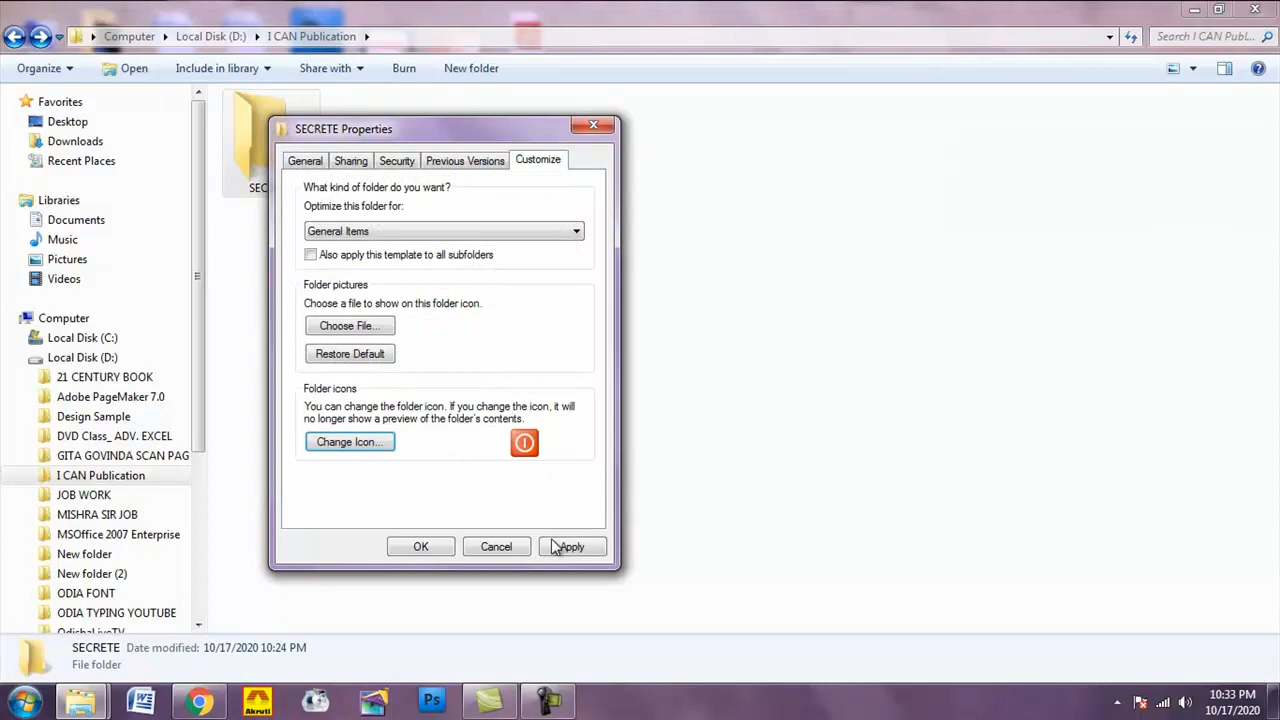 Computer Local Disk (D:) I CAN Publication Search I CAN Publ...
Organize Open Include in library Share with Burn New folder
Favorites
Desktop
Downloads
Recent Places
Libraries
Documents
Music
Pictures
Videos
Computer
Local Disk (C:)
Local Disk (D:)
21 CENTURY BOOK
Adobe PageMaker 7.0
Design Sample
DVD Class_ ADV. EXCEL
GITA GOVINDA SCAN PAG
I CAN Publication
JOB WORK
MISHRA SIR JOB
MSOffice 2007 Enterprise
New folder
New folder (2)
ODIA FONT
ODIA TYPING YOUTUBE
OdishaLiveTV
SEC
SECRETE Properties
General Sharing Security Previous Versions Customize
What kind of folder do you want?
Optimize this folder for:
General Items
Also apply this template to all subfolders
Folder pictures
Choose a file to show on this folder icon.
Choose File...
Restore Default
Folder icons
You can change the folder icon. If you change the icon, it will
no longer show a preview of the folder's contents.
Change Icon...
OK Cancel Apply
SECRETE Date modified: 10/17/2020 10:24 PM
File folder
Akruti Ps
10:33 PM
10/17/2020